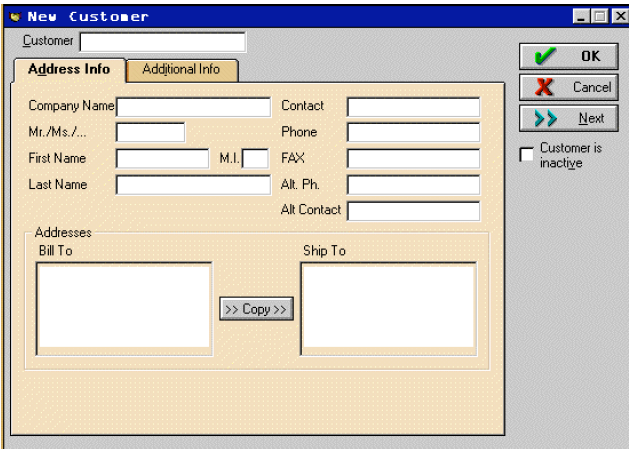 New Customer
Customer
Address Info
Additional Info
OK
Cancel
Next
Customer is
inactive
Company Name
Contact
Mr./Ms./...
Phone
First Name
M.I.
FAX
Last Name
Alt. Ph.
Alt Contact
Addresses
Bill To
Ship To
>> Copy >>